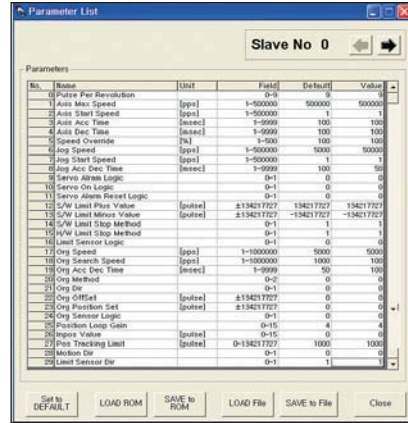 Parameter List
Slave No 0
Parameters
No. Name Unit Field Default Value
0 Pulse Per Revolution 0~9 9 9
1 Axis Max Speed [pps] 1~500000 500000 500000
2 Axis Start Speed [pps] 1~500000 1 1
3 Axis Acc Time [msec] 1~9999 100 100
4 Axis Dec Time [msec] 1~9999 100 100
5 Speed Override [%] 1~500 100 100
6 Jog Speed [pps] 1~500000 5000 5000
7 Jog Start Speed [pps] 1~500000 1 1
8 Jog Acc Dec Time [msec] 1~9999 100 50
9 Servo Alram Logic 0~1 0 0
10 Servo On Logic 0~1 0 0
11 Servo Alarm Reset Logic 0~1 0 0
12 S/W Limit Plus Value [pulse] ±134217727 134217727 134217727
13 S/W Limit Minus Value [pulse] ±134217727 -134217727 -134217727
14 S/W Limit Stop Method 0~1 1 1
15 H/W Limit Stop Method 0~1 1 1
16 Limit Sensor Logic 0~1 0 0
17 Org Speed [pps] 1~1000000 5000 5000
18 Org Search Speed [pps] 1~1000000 1000 100
19 Org Acc Dec Time [msec] 1~9999 50 100
20 Org Method 0~2 0 0
21 Org Dir 0~1 0 0
22 Org OffSet [pulse] ±134217727 0 0
23 Org Position Set [pulse] ±134217727 0 0
24 Org Sensor Logic 0~1 0 0
25 Position Loop Gain 0~15 4 4
26 Inpos Value [pulse] 0~15 0 0
27 Pos Tracking Limit [pulse] 0~134217727 1000 1000
28 Motion Dir 0~1 0 0
29 Limit Sensor Dir 0~1 1 1
Set to DEFAULT
LOAD ROM
SAVE to ROM
LOAD File
SAVE to File
Close